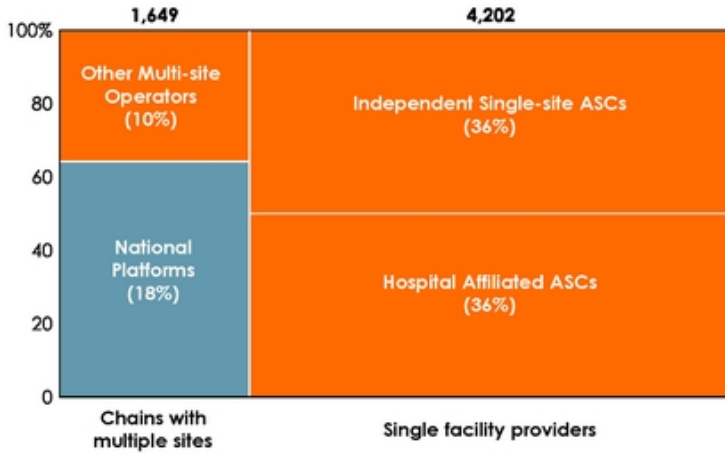 1,649
4,202
100%
80
60
40
20
0
Other Multi-site
Operators
(10%)
Independent Single-site ASCs
(36%)
National
Platforms
(18%)
Hospital Affiliated ASCs
(36%)
Chains with
multiple sites
Single facility providers